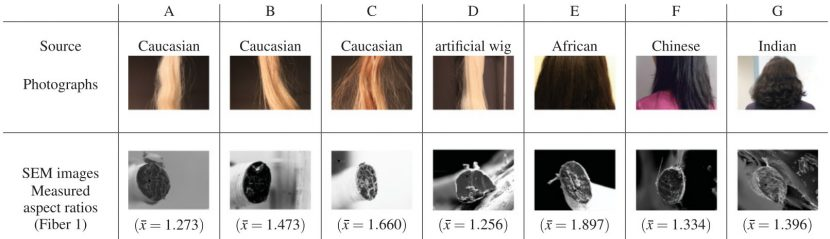 A B C D E F G
Source Caucasian Caucasian Caucasian artificial wig African Chinese Indian
Photographs
SEM images
Measured
aspect ratios
(Fiber 1) (x̄ = 1.273) (x̄ = 1.473) (x̄ = 1.660) (x̄ = 1.256) (x̄ = 1.897) (x̄ = 1.334) (x̄ = 1.396)